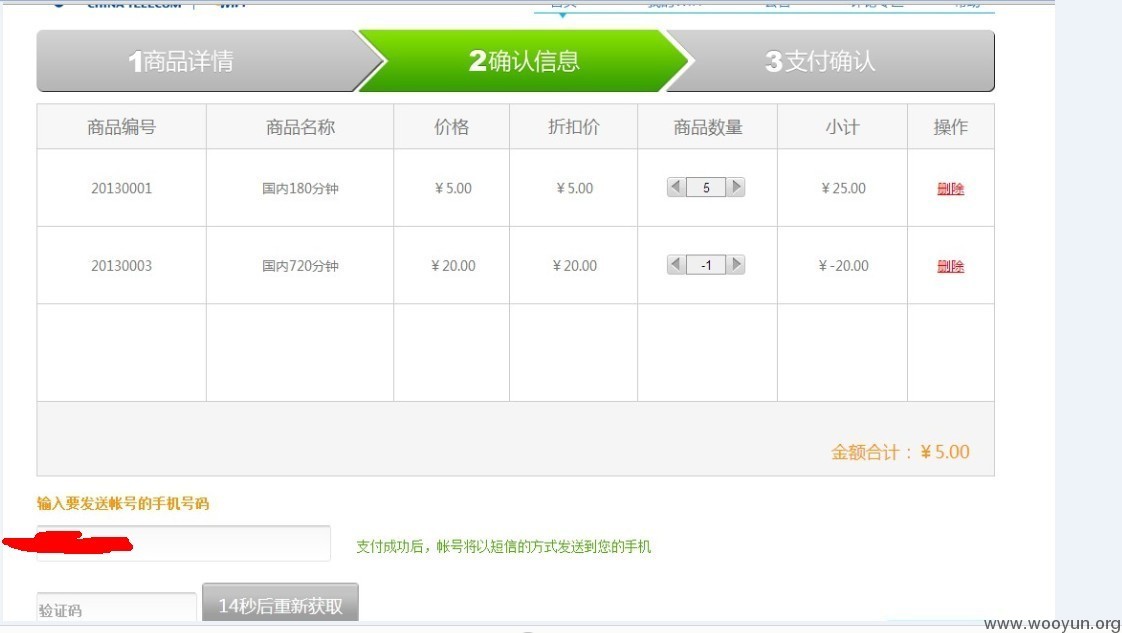 CHINA TELECOM
1商品详情 2确认信息 3支付确认
商品编号 商品名称 价格 折扣价 商品数量 小计 操作
20130001 国内180分钟 ¥5.00 ¥5.00 5 ¥25.00 删除
20130003 国内720分钟 ¥20.00 ¥20.00 -1 ¥-20.00 删除
金额合计：¥5.00
输入要发送帐号的手机号码
支付成功后，帐号将以短信的方式发送到您的手机
验证码 14秒后重新获取
www.wooyun.org